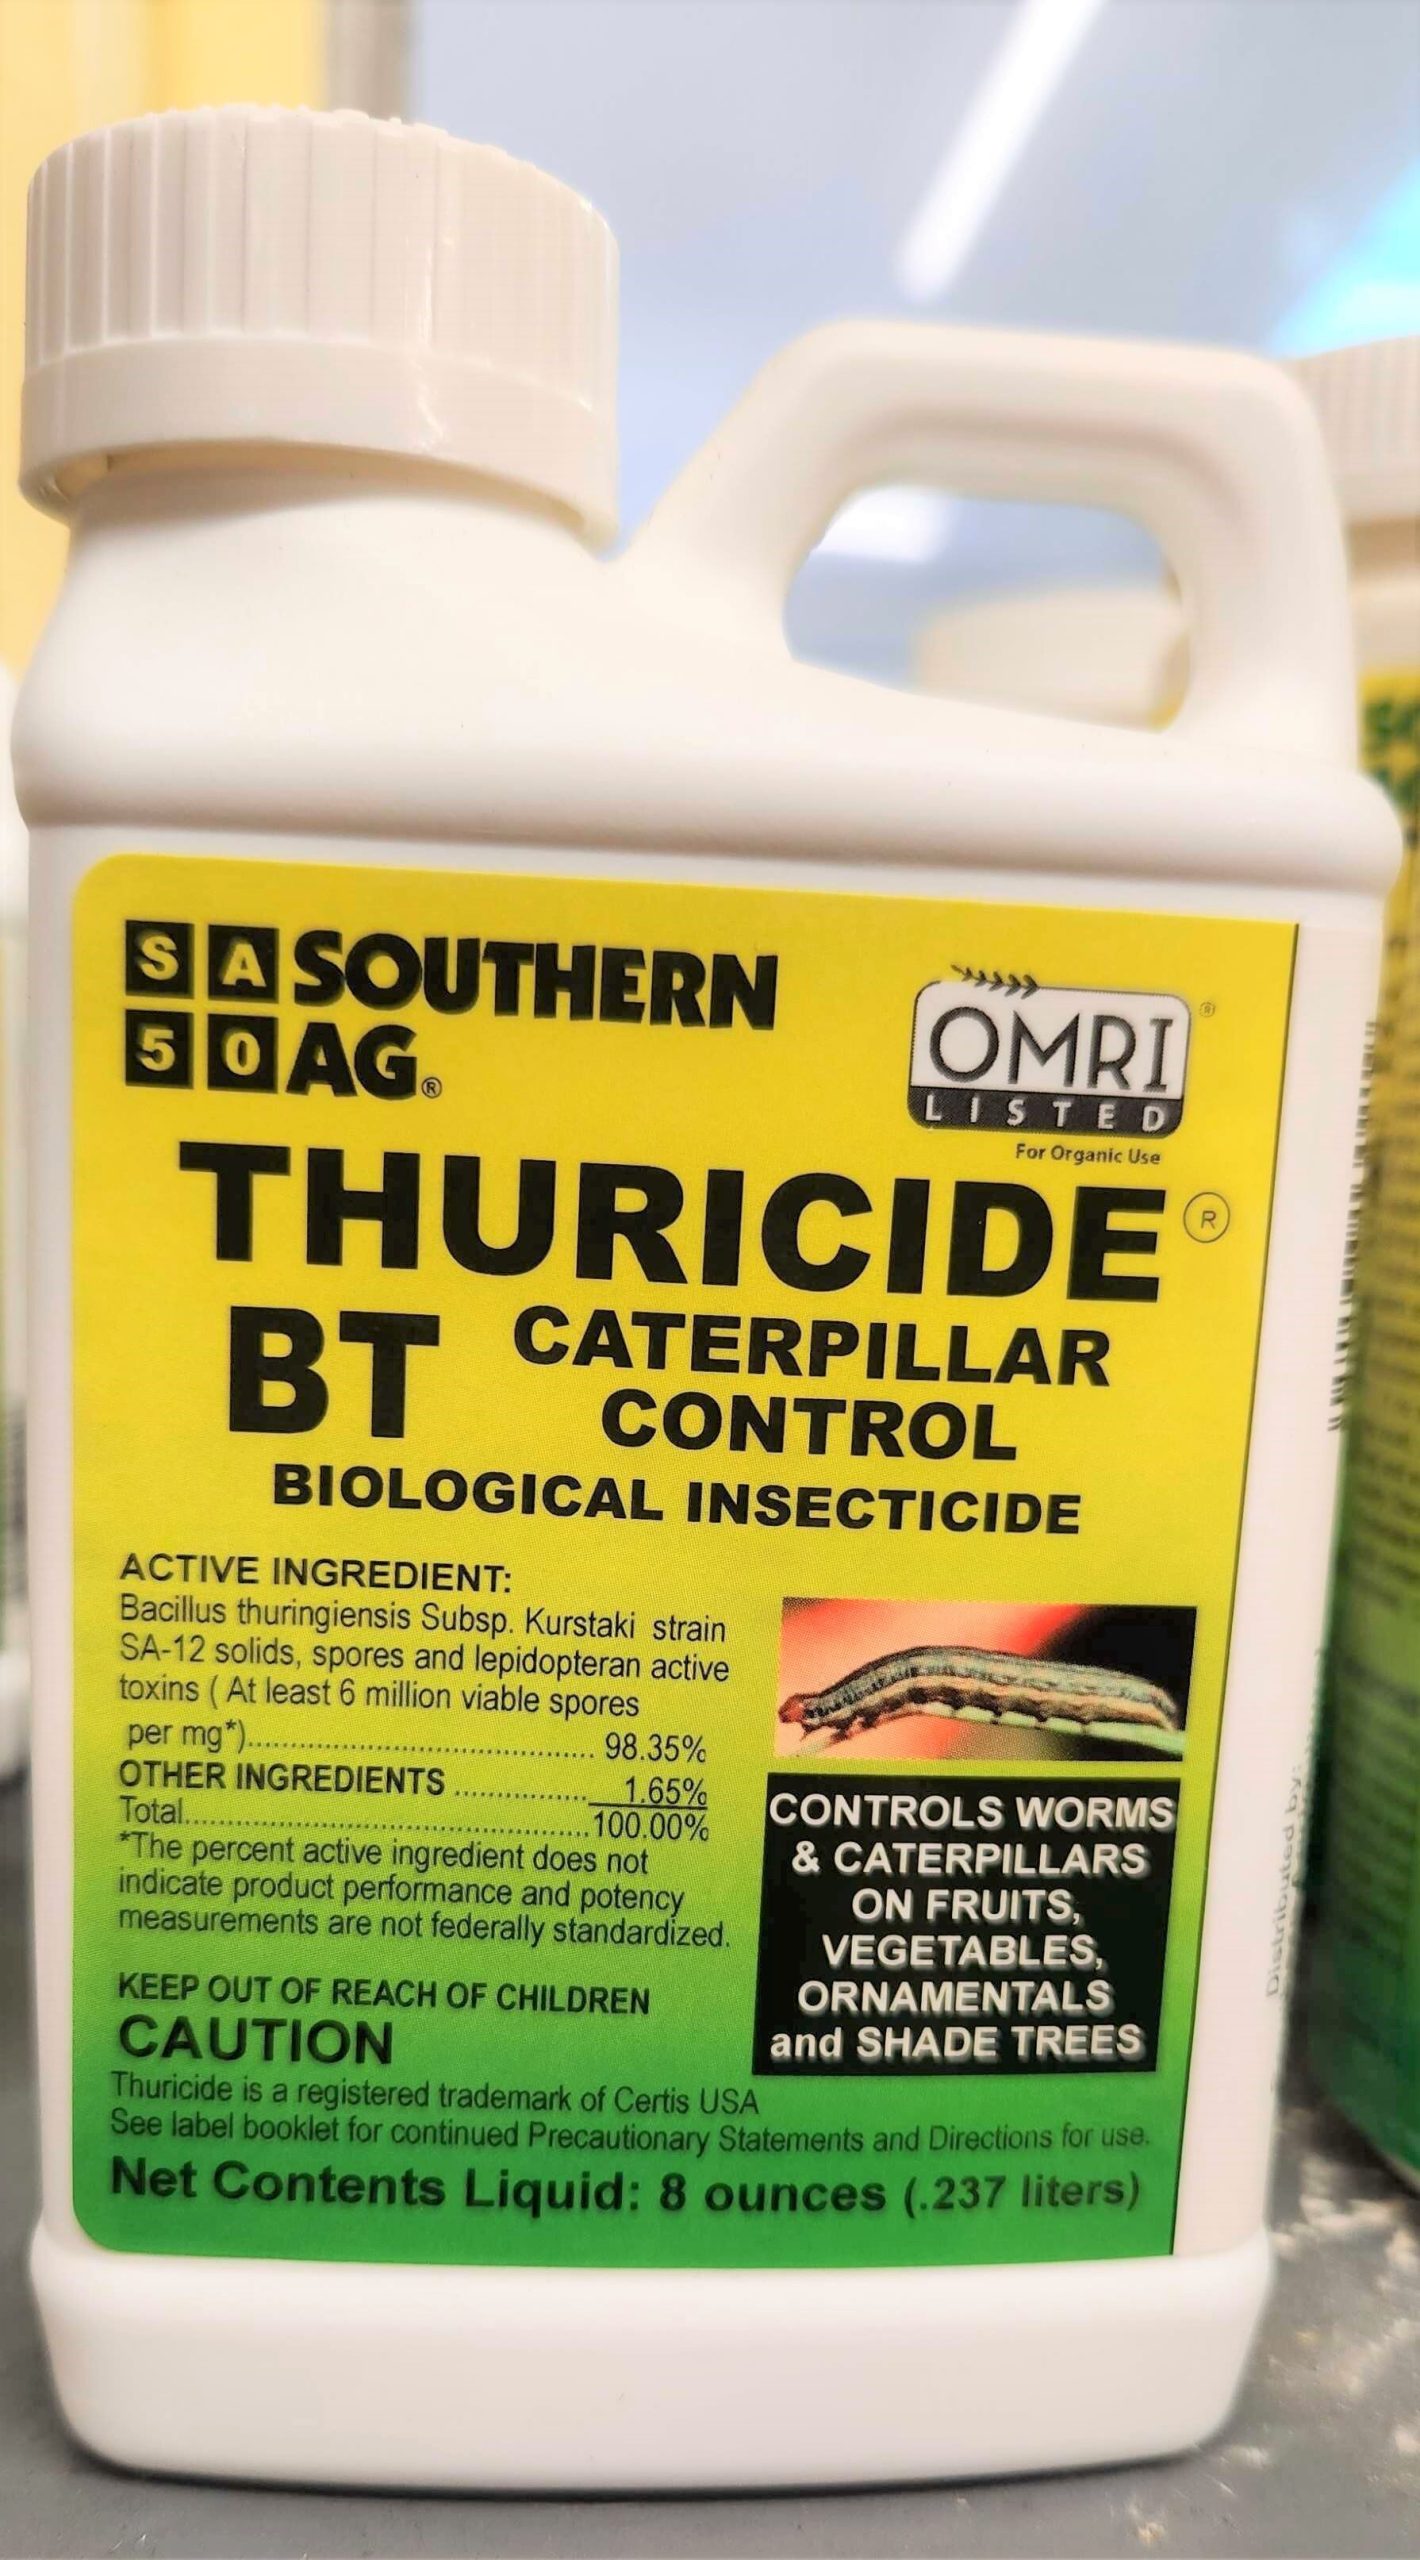 SA SOUTHERN
50 AG®
OMRI®
LISTED
For Organic Use
THURICIDE®
BT CATERPILLAR
CONTROL
BIOLOGICAL INSECTICIDE
ACTIVE INGREDIENT:
Bacillus thuringiensis Subsp. Kurstaki strain
SA-12 solids, spores and lepidopteran active
toxins ( At least 6 million viable spores
per mg*)........................................ 98.35%
OTHER INGREDIENTS ................1.65%
Total.................................................100.00%
*The percent active ingredient does not
indicate product performance and potency
measurements are not federally standardized.
KEEP OUT OF REACH OF CHILDREN
CAUTION
CONTROLS WORMS
& CATERPILLARS
ON FRUITS,
VEGETABLES,
ORNAMENTALS
and SHADE TREES
Thuricide is a registered trademark of Certis USA
See label booklet for continued Precautionary Statements and Directions for use.
Net Contents Liquid: 8 ounces (.237 liters)
Distributed by: